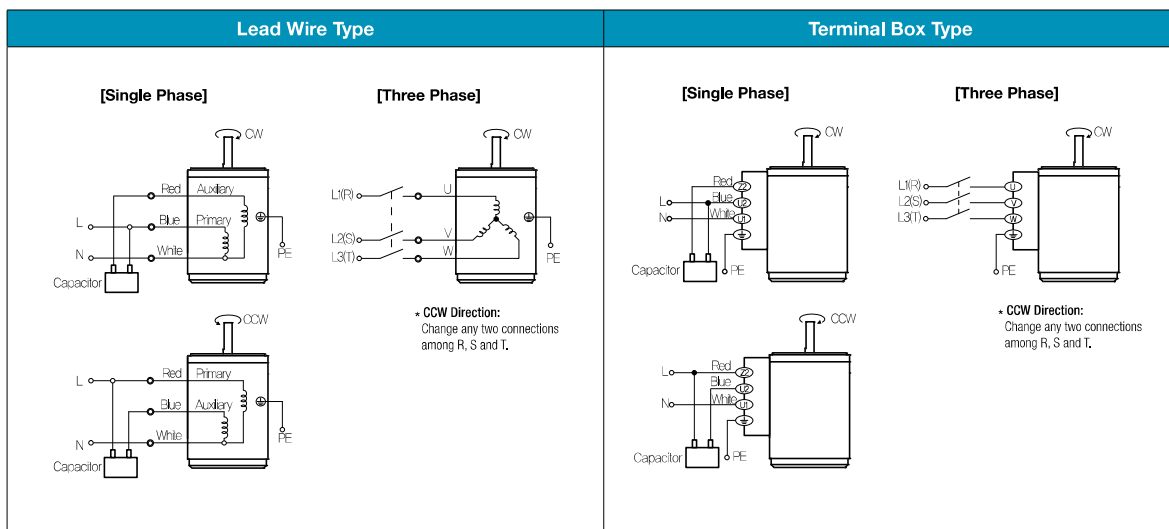 Lead Wire Type
[Single Phase]
[Three Phase]
CW
Red Auxiliary
L Blue Primary
N White
PE
Capacitor
CW
L1(R) U
L2(S) V
L3(T) W
PE
* CCW Direction:
Change any two connections
among R, S and T.
CCW
L Red Primary
Blue Auxiliary
N White
PE
Capacitor
Terminal Box Type
[Single Phase]
[Three Phase]
CW
Red Z2
L Blue U2
N White U1
Capacitor PE
CW
L1(R) U
L2(S) V
L3(T) W
PE
* CCW Direction:
Change any two connections
among R, S and T.
CCW
L Red Z2
Blue U2
N White U1
Capacitor PE